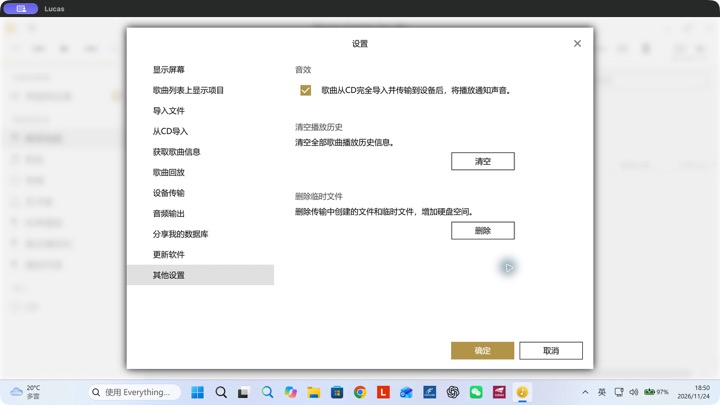 Lucas
设置
显示屏幕
歌曲列表上显示项目
导入文件
从CD导入
获取歌曲信息
歌曲回放
设备传输
音频输出
分享我的数据库
更新软件
其他设置
音效
歌曲从CD完全导入并传输到设备后，将播放通知声音。
清空播放历史
清空全部歌曲播放历史信息。
清空
删除临时文件
删除传输中创建的文件和临时文件，增加硬盘空间。
删除
确定
取消
20°C
多云
使用 Everything...
英
97%
18:50
2026/11/24